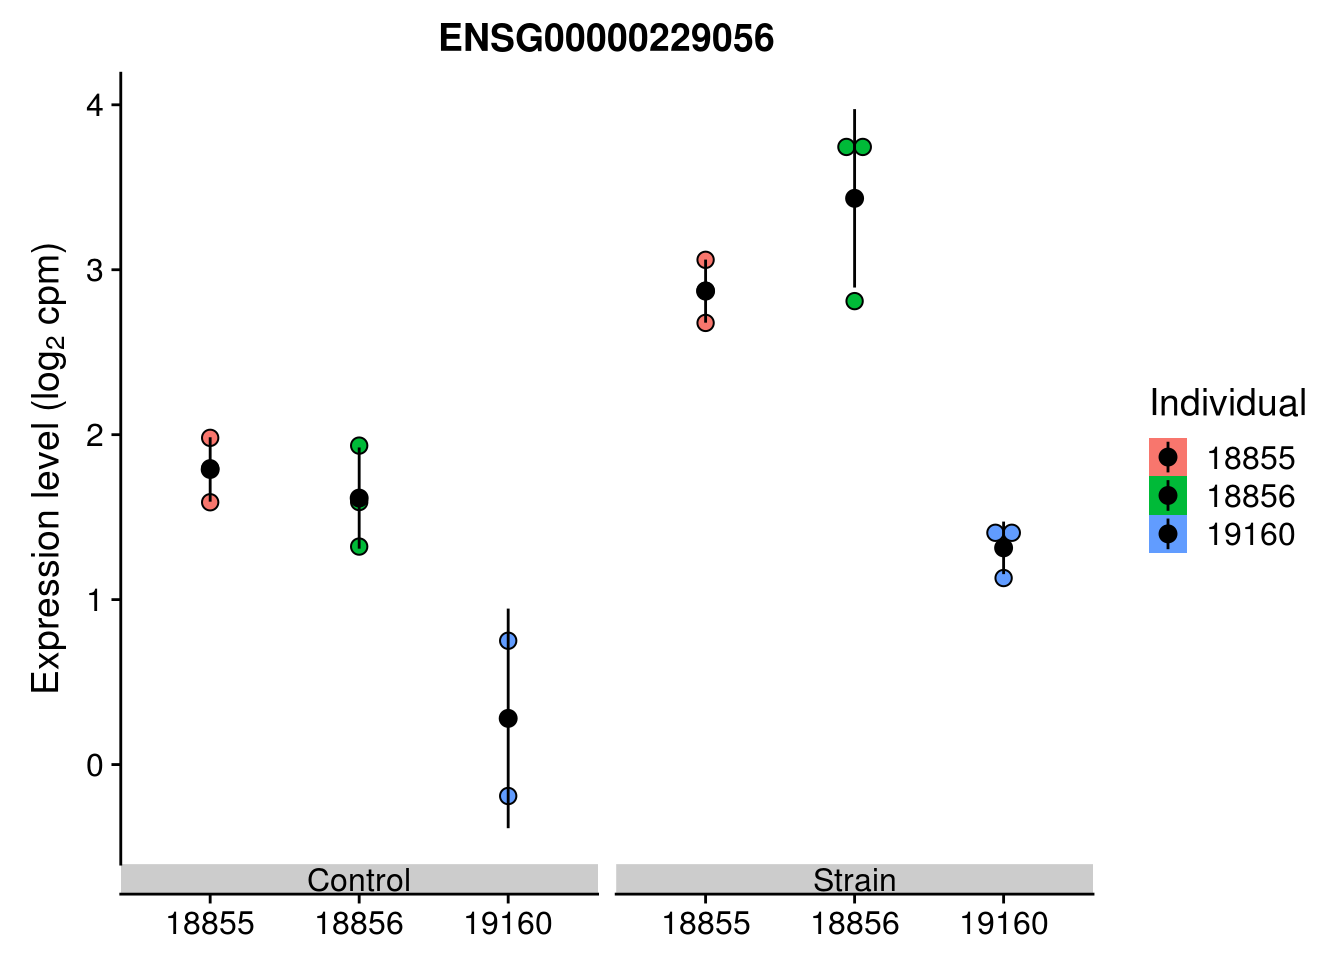 ENSG00000229056
Expression level (log₂ cpm)
4
3
2
1
0
Control
Strain
18855 18856 19160
18855 18856 19160
Individual
18855
18856
19160